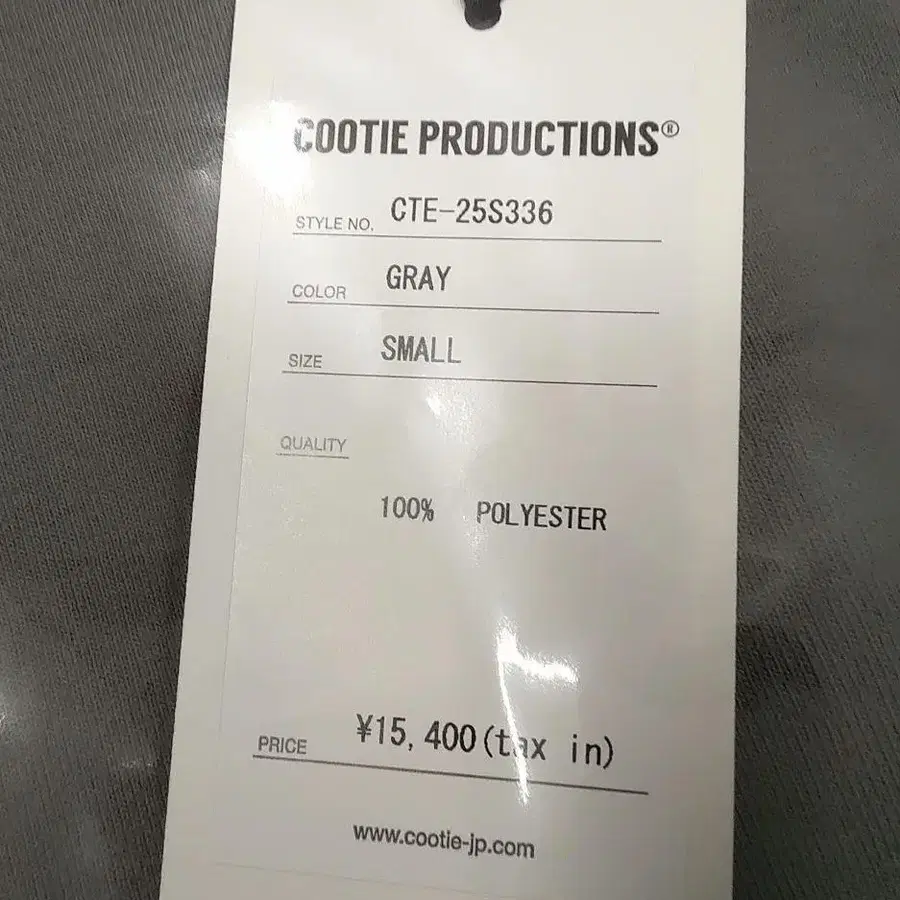 COOTIE PRODUCTIONS®
STYLE NO. CTE-25S336
COLOR GRAY
SIZE SMALL
QUALITY
100% POLYESTER
PRICE ¥15,400(tax in)
www.cootie-jp.com